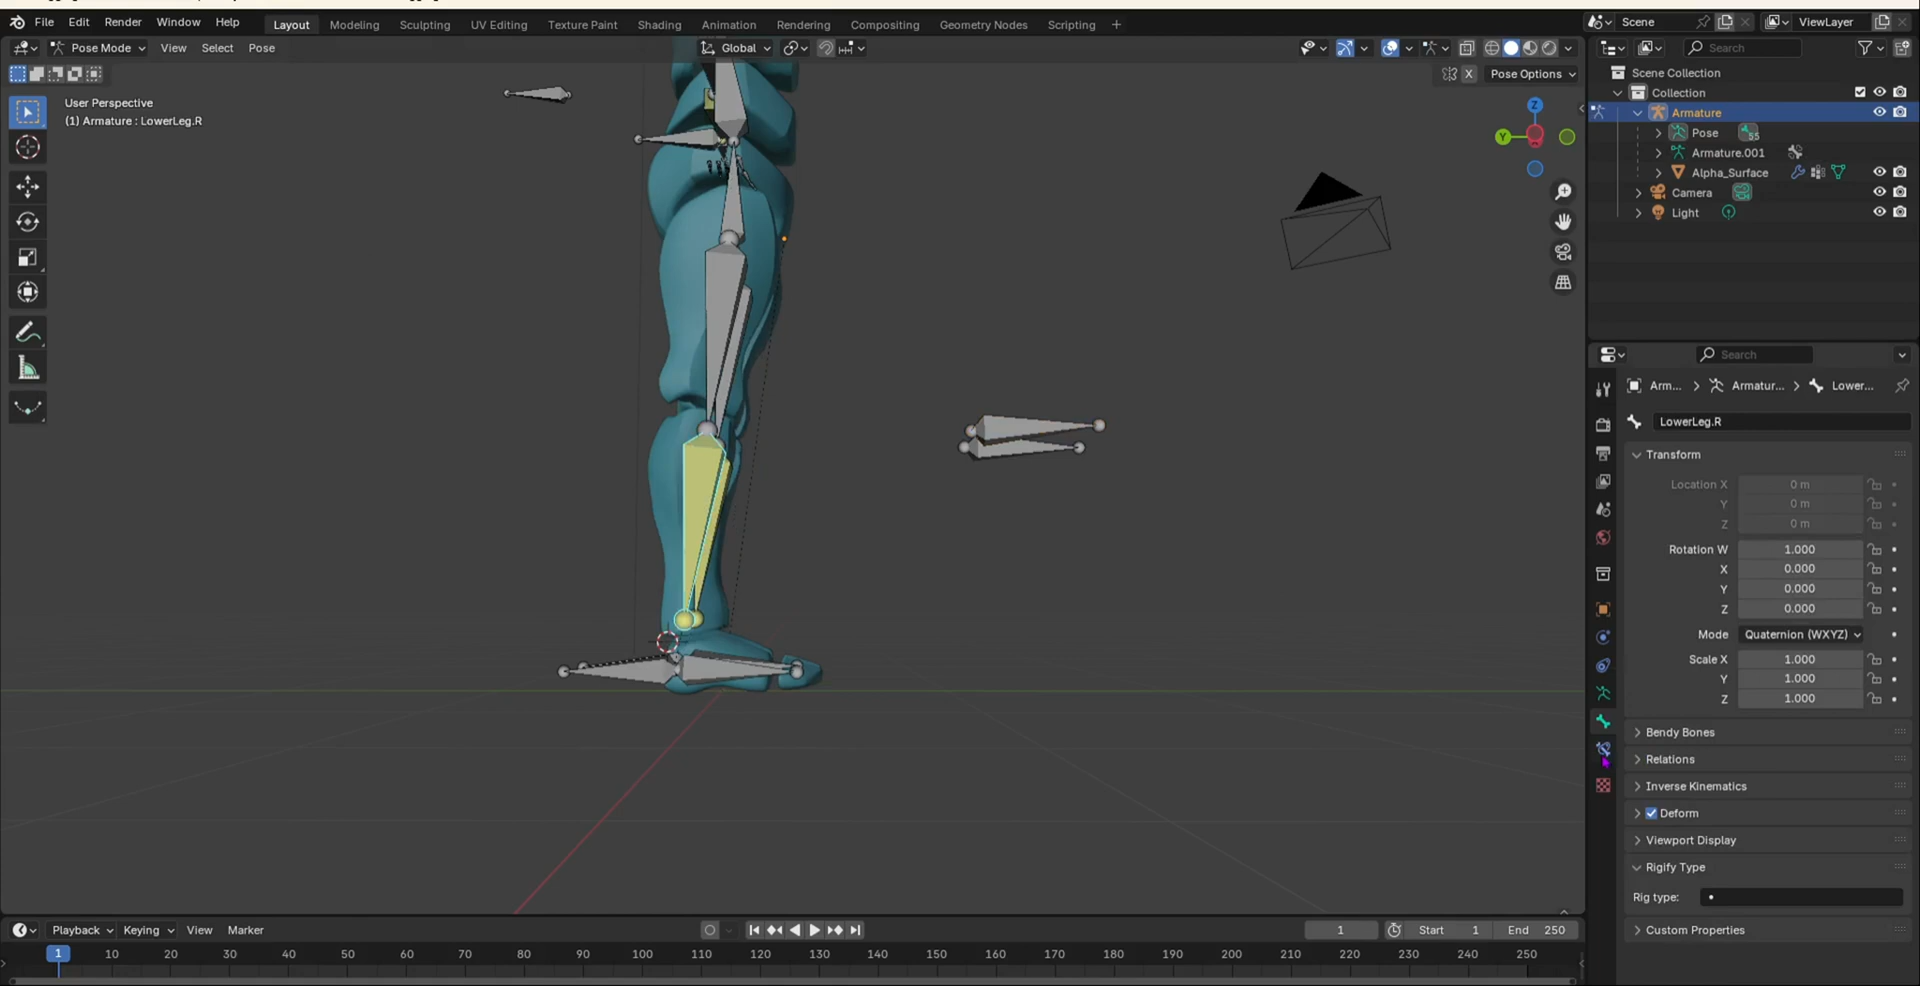 File Edit Render Window Help Layout Modeling Sculpting UV Editing Texture Paint Shading Animation Rendering Compositing Geometry Nodes Scripting + Scene ViewLayer
Pose Mode View Select Pose Global Search
X Pose Options
User Perspective
(1) Armature : LowerLeg.R
Z
Y
Scene Collection
Collection
Armature
Pose 55
Armature.001
Alpha_Surface
Camera
Light
Search
Arm... > Armatur... > Lower...
LowerLeg.R
Transform
Location X 0 m
Y 0 m
Z 0 m
Rotation W 1.000
X 0.000
Y 0.000
Z 0.000
Mode Quaternion (WXYZ)
Scale X 1.000
Y 1.000
Z 1.000
Bendy Bones
Relations
Inverse Kinematics
Deform
Viewport Display
Rigify Type
Rig type:
Custom Properties
Playback Keying View Marker 1 Start 1 End 250
1 10 20 30 40 50 60 70 80 90 100 110 120 130 140 150 160 170 180 190 200 210 220 230 240 250